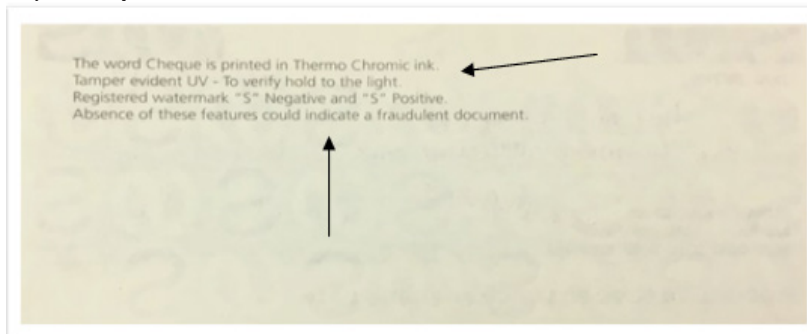 The word Cheque is printed in Thermo Chromic ink.
Tamper evident UV - To verify hold to the light.
Registered watermark "S" Negative and "S" Positive.
Absence of these features could indicate a fraudulent document.